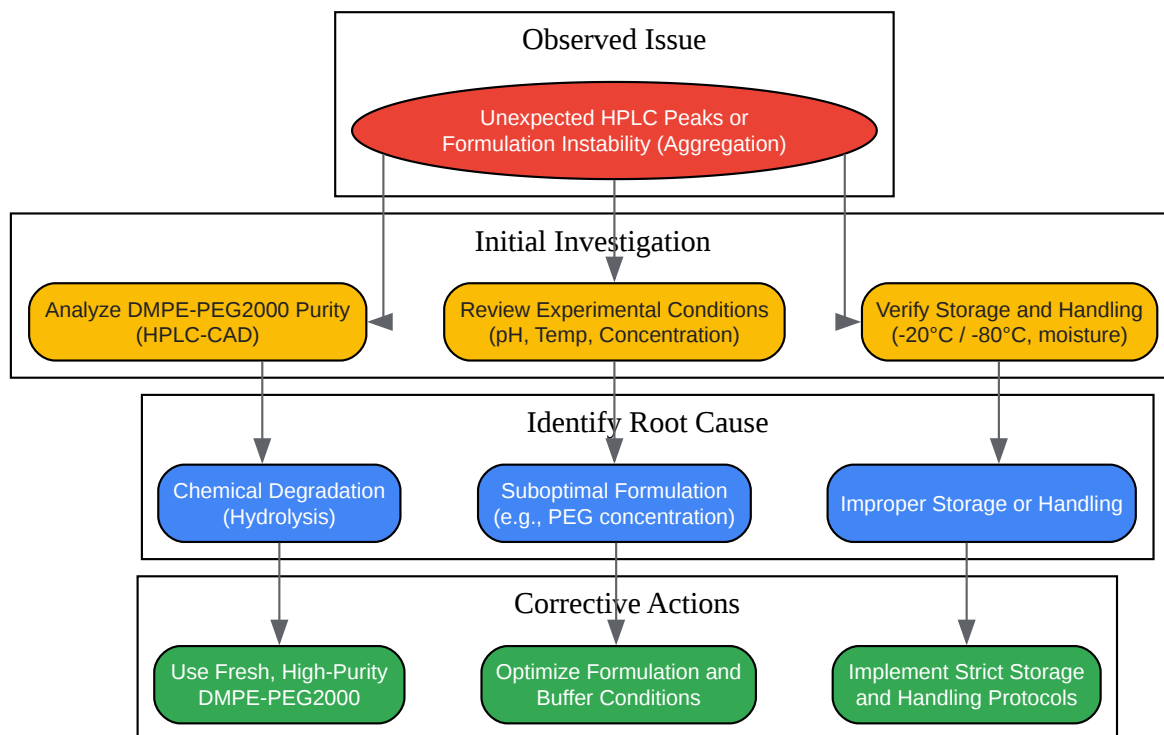 Observed Issue
Unexpected HPLC Peaks or
Formulation Instability (Aggregation)
Initial Investigation
Analyze DMPE-PEG2000 Purity
(HPLC-CAD)
Review Experimental Conditions
(pH, Temp, Concentration)
Verify Storage and Handling
(-20°C / -80°C, moisture)
Identify Root Cause
Chemical Degradation
(Hydrolysis)
Suboptimal Formulation
(e.g., PEG concentration)
Improper Storage or Handling
Corrective Actions
Use Fresh, High-Purity
DMPE-PEG2000
Optimize Formulation and
Buffer Conditions
Implement Strict Storage
and Handling Protocols